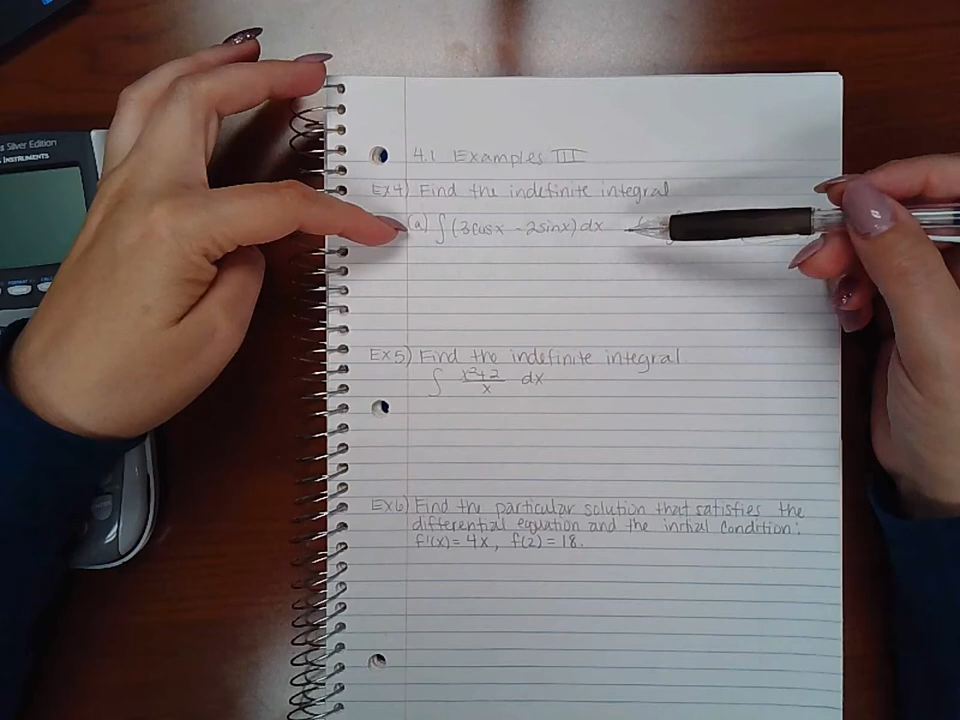 Silver Edition
INSTRUMENTS
4.1 Examples III
Ex4) Find the indefinite integral
(a) ∫(3cosx - 2sinx) dx
Ex5) Find the indefinite integral
∫ x²+2 / x dx
Ex6) Find the particular solution that satisfies the
differential equation and the initial condition:
f'(x) = 4x, f(2) = 18.